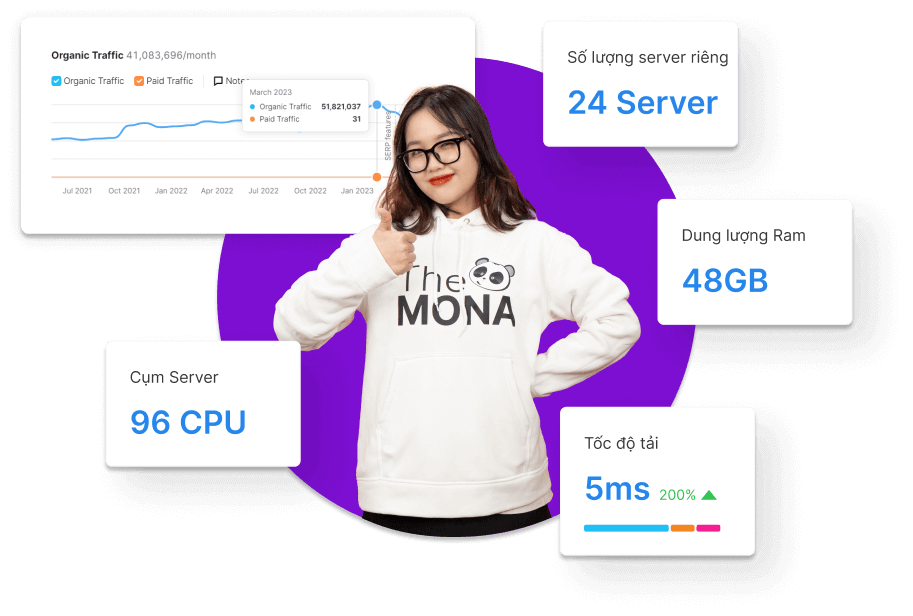 Organic Traffic 41,083,696/month
Organic Traffic
Paid Traffic
Notes
March 2023
Organic Traffic 51,821,037
Paid Traffic 31
SERP features
Jul 2021
Oct 2021
Jan 2022
Apr 2022
Jul 2022
Oct 2022
Jan 2023
Số lượng server riêng
24 Server
Dung lượng Ram
48GB
The
MONA
Cụm Server
96 CPU
Tốc độ tải
5ms 200%